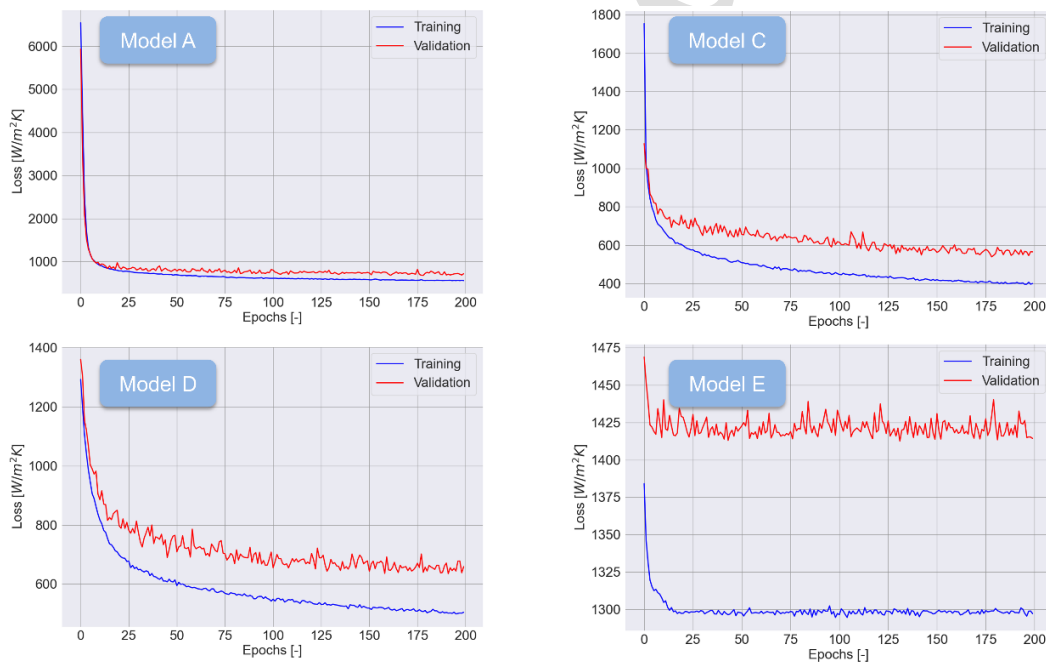 Model A
Training
Validation
6000
5000
4000
3000
2000
1000
0 25 50 75 100 125 150 175 200
Loss [W/m²K]
Epochs [-]
Model C
Training
Validation
1800
1600
1400
1200
1000
800
600
400
0 25 50 75 100 125 150 175 200
Loss [W/m²K]
Epochs [-]
Model D
Training
Validation
1400
1200
1000
800
600
0 25 50 75 100 125 150 175 200
Loss [W/m²K]
Epochs [-]
Model E
Training
Validation
1475
1450
1425
1400
1375
1350
1325
1300
0 25 50 75 100 125 150 175 200
Loss [W/m²K]
Epochs [-]